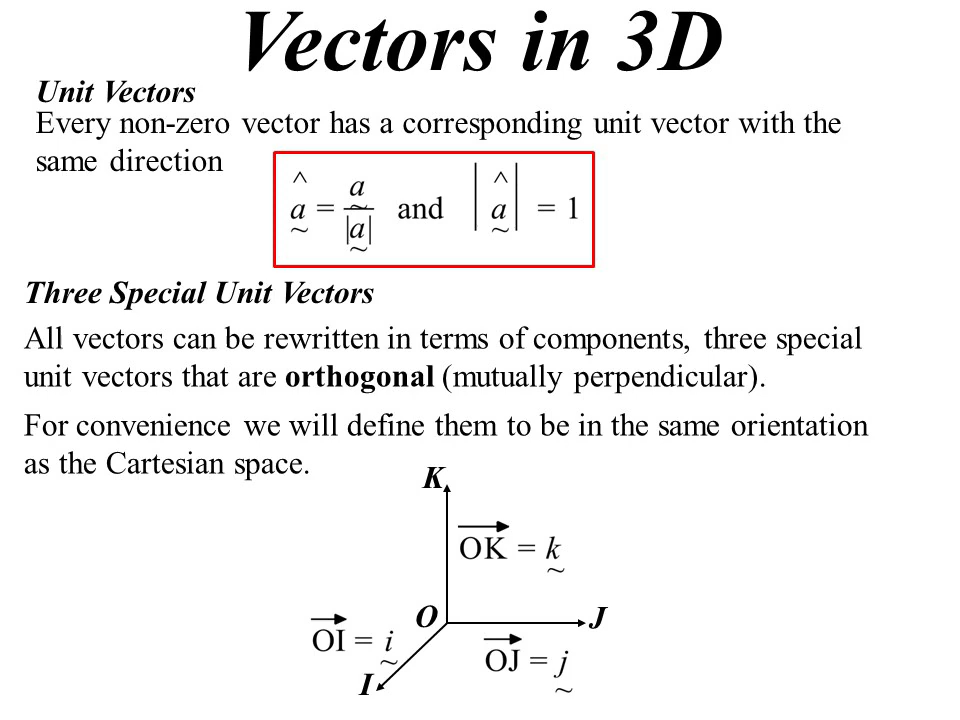 Vectors in 3D
Unit Vectors
Every non-zero vector has a corresponding unit vector with the
same direction
^ a ~ = a ~ / |a ~| and | ^ a ~ | = 1
Three Special Unit Vectors
All vectors can be rewritten in terms of components, three special
unit vectors that are orthogonal (mutually perpendicular).
For convenience we will define them to be in the same orientation
as the Cartesian space.
K
OK = k ~
O
J
OI = i ~
OJ = j ~
I